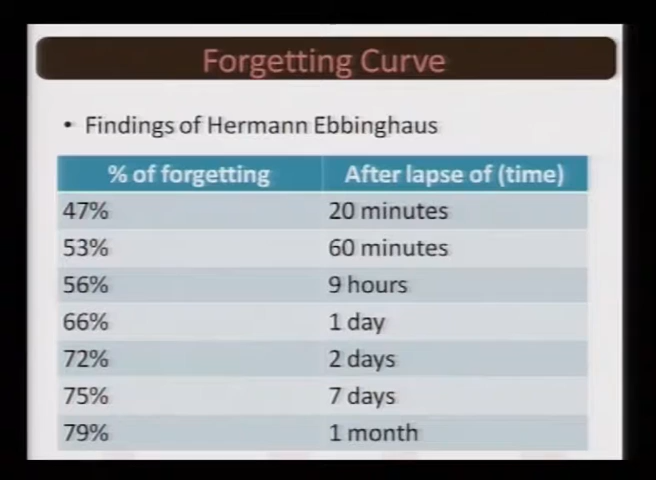 Forgetting Curve
• Findings of Hermann Ebbinghaus
% of forgetting After lapse of (time)
47% 20 minutes
53% 60 minutes
56% 9 hours
66% 1 day
72% 2 days
75% 7 days
79% 1 month